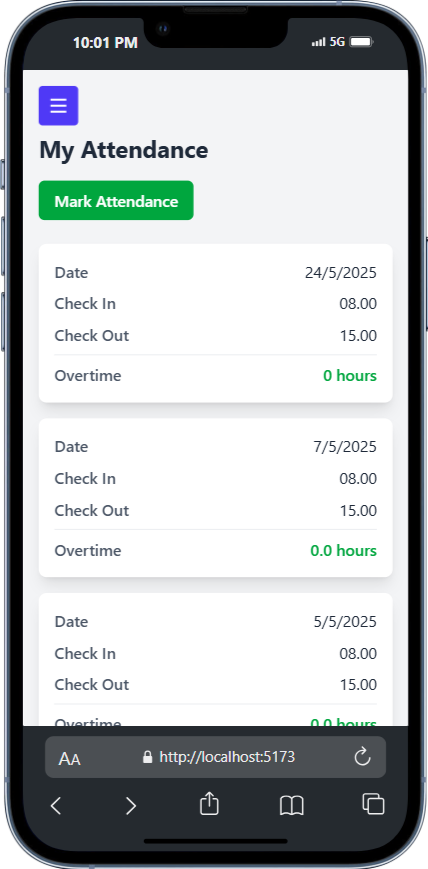 10:01 PM 5G
My Attendance
Mark Attendance
Date 24/5/2025
Check In 08.00
Check Out 15.00
Overtime 0 hours
Date 7/5/2025
Check In 08.00
Check Out 15.00
Overtime 0.0 hours
Date 5/5/2025
Check In 08.00
Check Out 15.00
Overtime 0.0 hours
AA http://localhost:5173